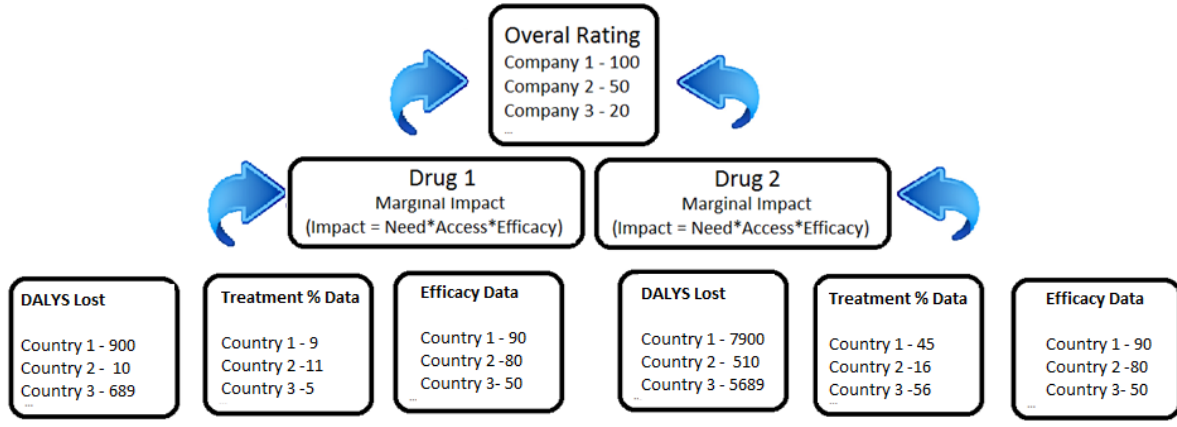 Overal Rating
Company 1 - 100
Company 2 - 50
Company 3 - 20
...
Drug 1
Marginal Impact
(Impact = Need*Access*Efficacy)
Drug 2
Marginal Impact
(Impact = Need*Access*Efficacy)
DALYS Lost
Country 1 - 900
Country 2 - 10
Country 3 - 689
...
Treatment % Data
Country 1 - 9
Country 2 -11
Country 3 -5
...
Efficacy Data
Country 1 - 90
Country 2 -80
Country 3- 50
...
DALYS Lost
Country 1 - 7900
Country 2 - 510
Country 3 - 5689
...
Treatment % Data
Country 1 - 45
Country 2 -16
Country 3 -56
...
Efficacy Data
Country 1 - 90
Country 2 -80
Country 3- 50
...